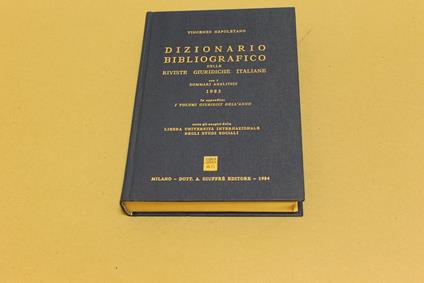 VINCENZO NAPOLETANO
DIZIONARIO
BIBLIOGRAFICO
DELLE
RIVISTE GIURIDICHE ITALIANE
CON I
SOMMARI ANALITICI
1983
In appendice:
I VOLUMI GIURIDICI DELL'ANNO
sotto gli auspici della
LIBERA UNIVERSITÀ INTERNAZIONALE
DEGLI STUDI SOCIALI
MILANO - DOTT. A. GIUFFRÈ EDITORE - 1984